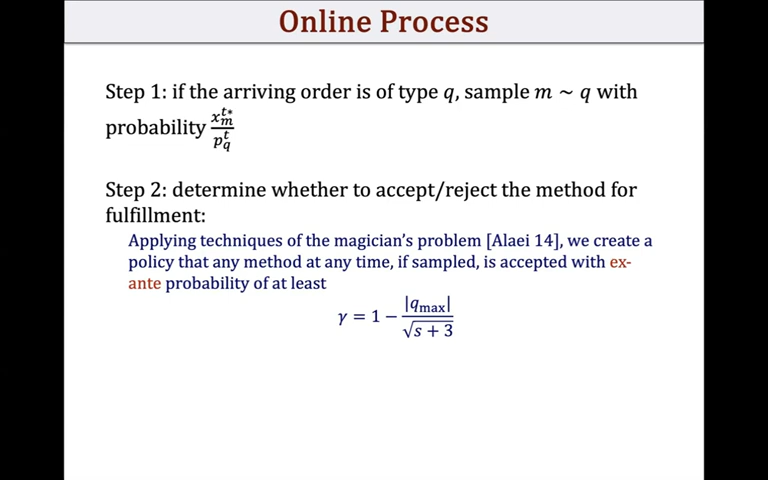 Online Process
Step 1: if the arriving order is of type q, sample m ~ q with
probability x_m^{t*} / p_q^t
Step 2: determine whether to accept/reject the method for
fulfillment:
Applying techniques of the magician's problem [Alaei 14], we create a
policy that any method at any time, if sampled, is accepted with ex-
ante probability of at least
γ = 1 − |q_max| / √(s + 3)